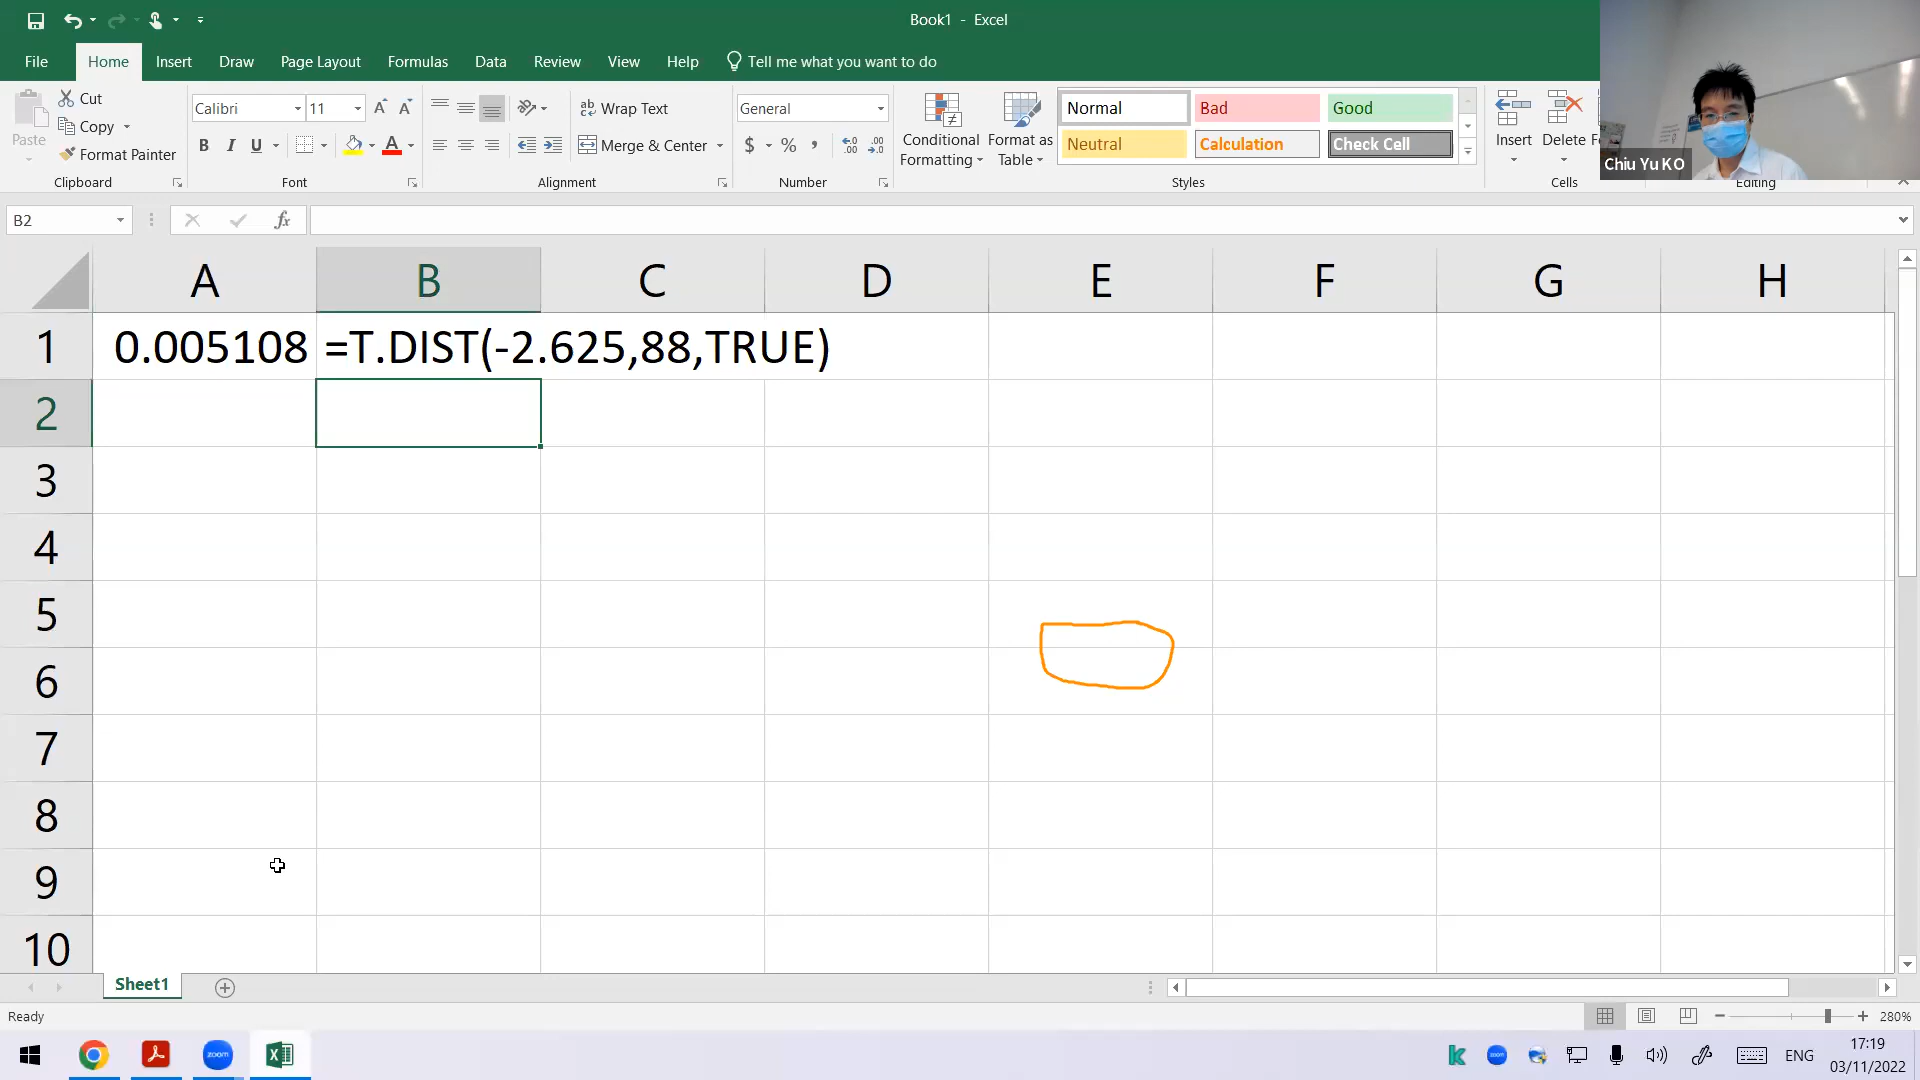 Book1 - Excel
File Home Insert Draw Page Layout Formulas Data Review View Help Tell me what you want to do
Paste
Cut
Copy
Format Painter
Clipboard
Calibri 11
B I U A
Font
Wrap Text
Merge & Center
Alignment
General
$ % ,
Number
Conditional Formatting
Format as Table
Normal Bad Good
Neutral Calculation Check Cell
Styles
Insert Delete
Cells
Editing
Chiu Yu KO
B2 fx
A B C D E F G H
1 0.005108 =T.DIST(-2.625,88,TRUE)
2
3
4
5
6
7
8
9
10
Sheet1
Ready 280%
zoom ENG 17:19
03/11/2022